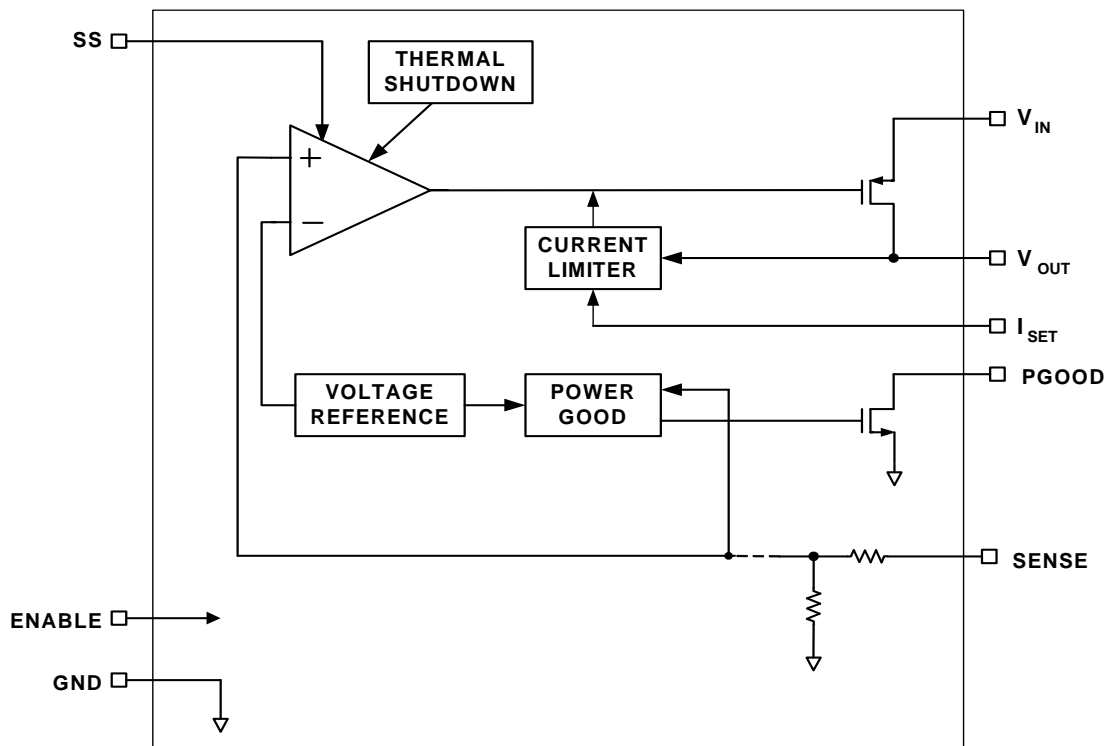 SS
THERMAL
SHUTDOWN
V IN
+
−
CURRENT
LIMITER
V OUT
I SET
PGOOD
VOLTAGE
REFERENCE
POWER
GOOD
SENSE
ENABLE
GND